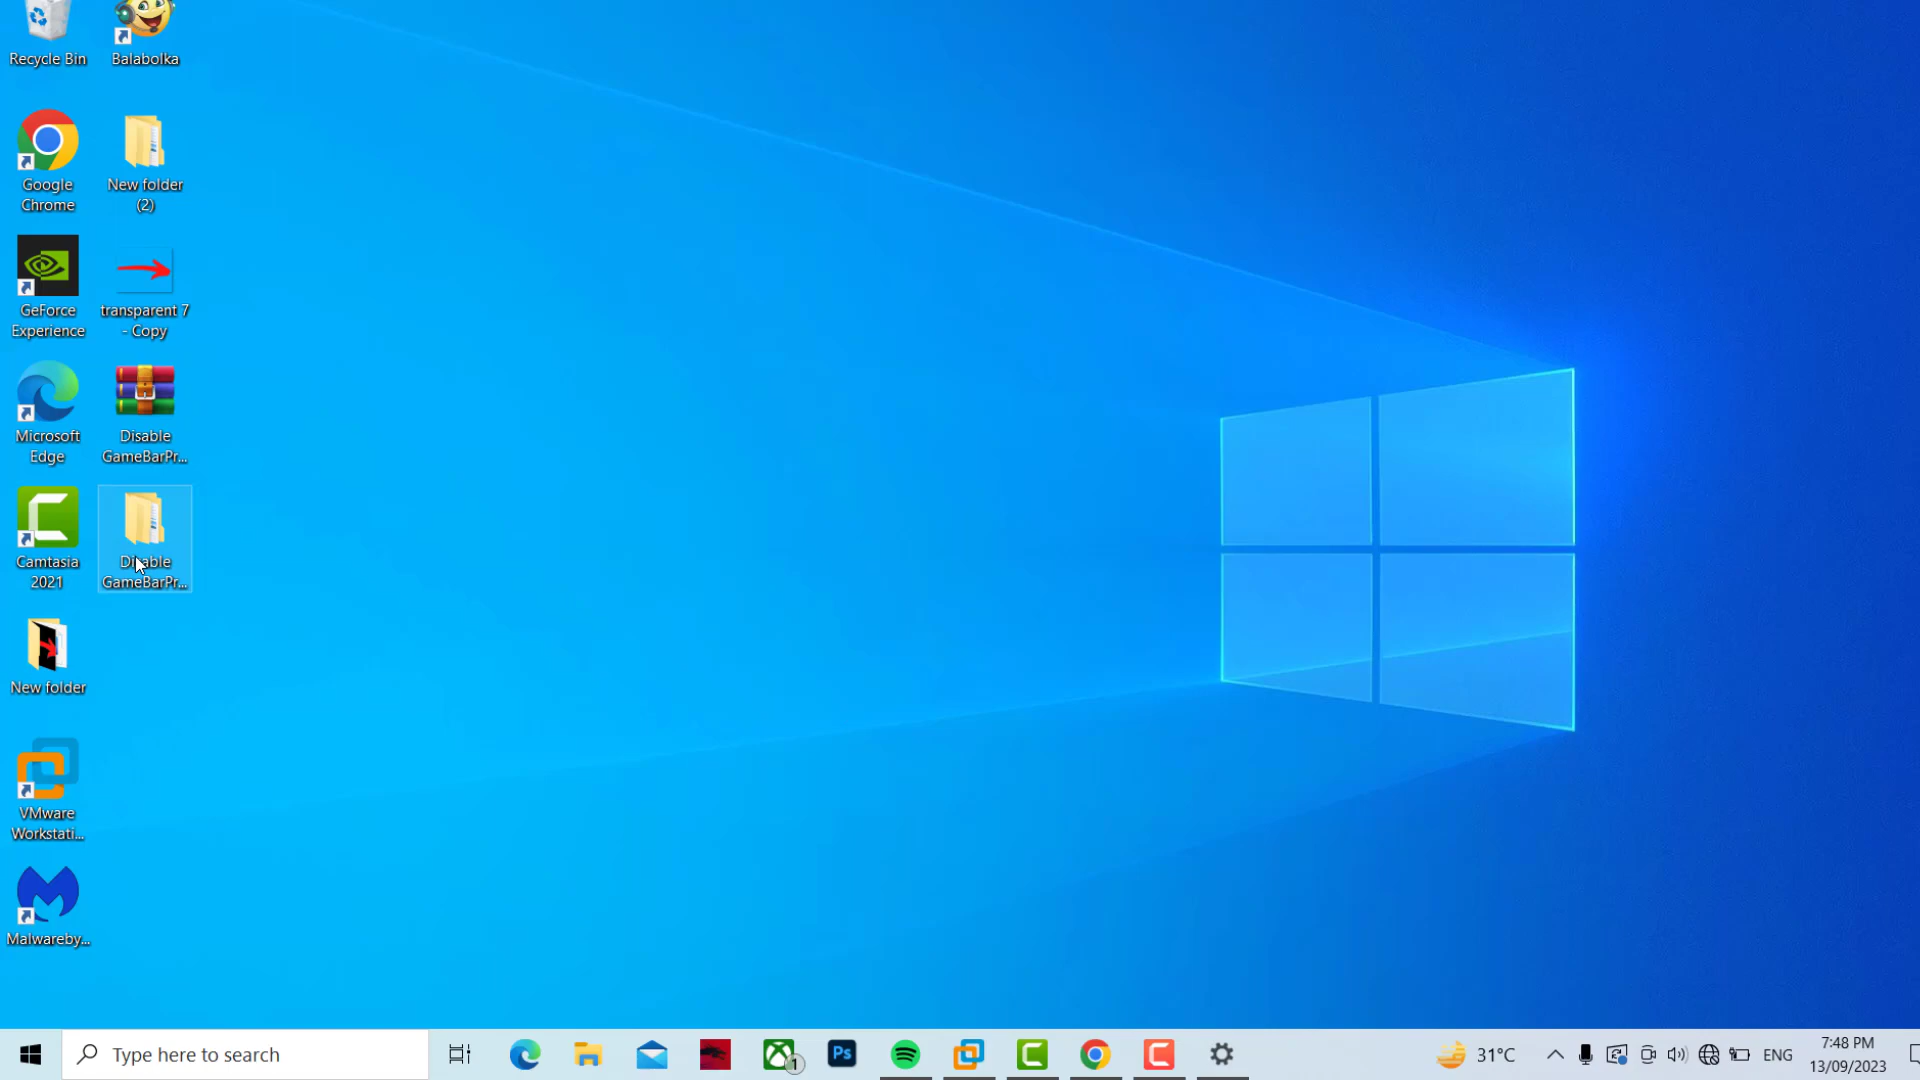 Recycle Bin
Balabolka
Google
Chrome
New folder
(2)
GeForce
Experience
transparent 7
- Copy
Microsoft
Edge
Disable
GameBarPr...
Camtasia
2021
Disable
GameBarPr...
New folder
VMware
Workstati...
Malwareby...
Type here to search
1
Ps
31°C
ENG
7:48 PM
13/09/2023